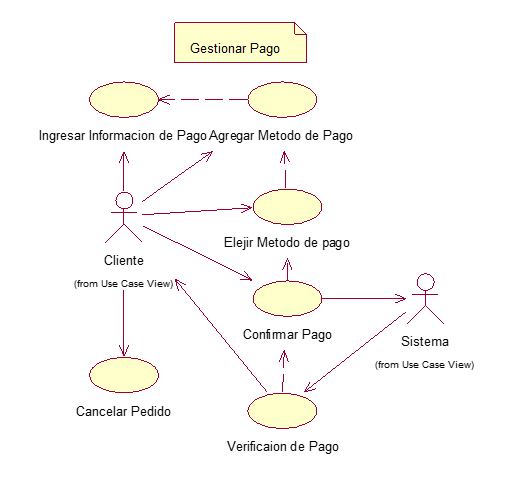 Gestionar Pago
Ingresar Informacion de Pago
Agregar Metodo de Pago
Elejir Metodo de pago
Cliente
(from Use Case View)
Confirmar Pago
Sistema
(from Use Case View)
Cancelar Pedido
Verificaion de Pago